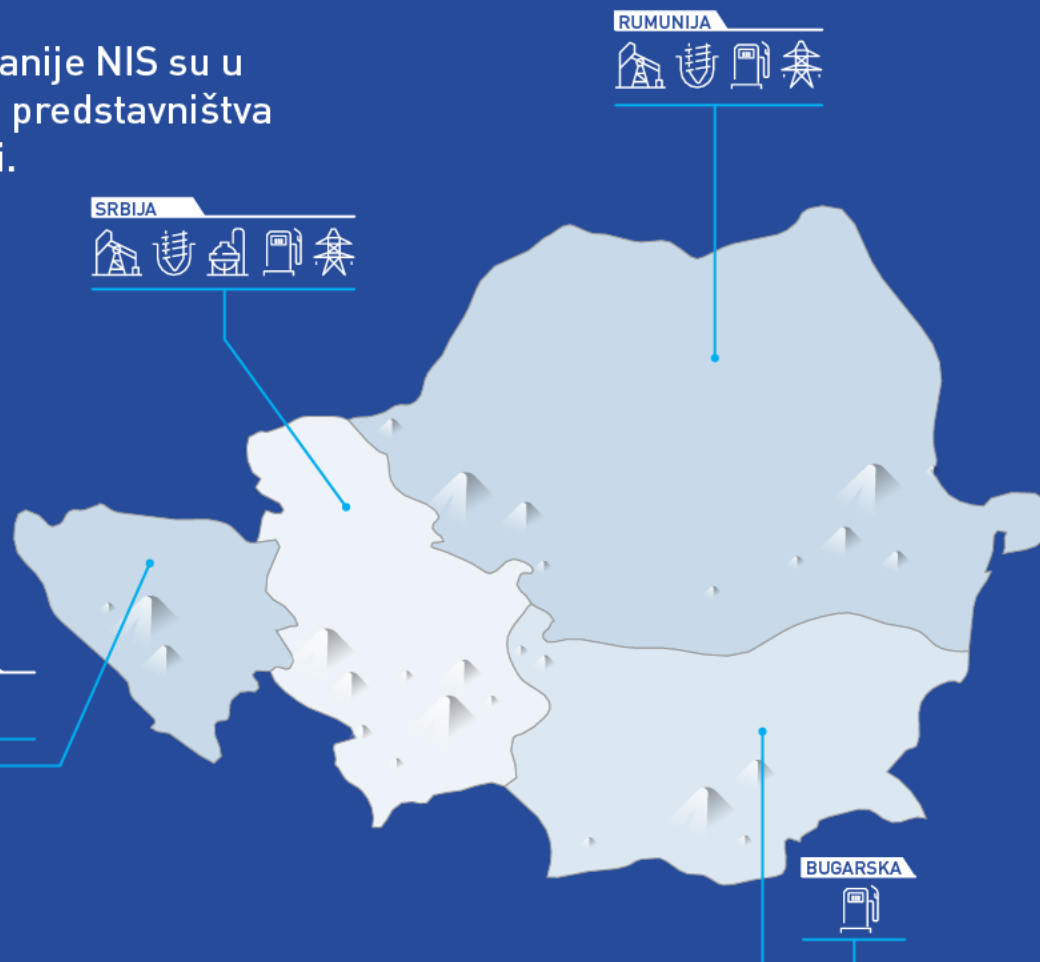 anije NIS su u
predstavništva
i.
RUMUNIJA
SRBIJA
BUGARSKA